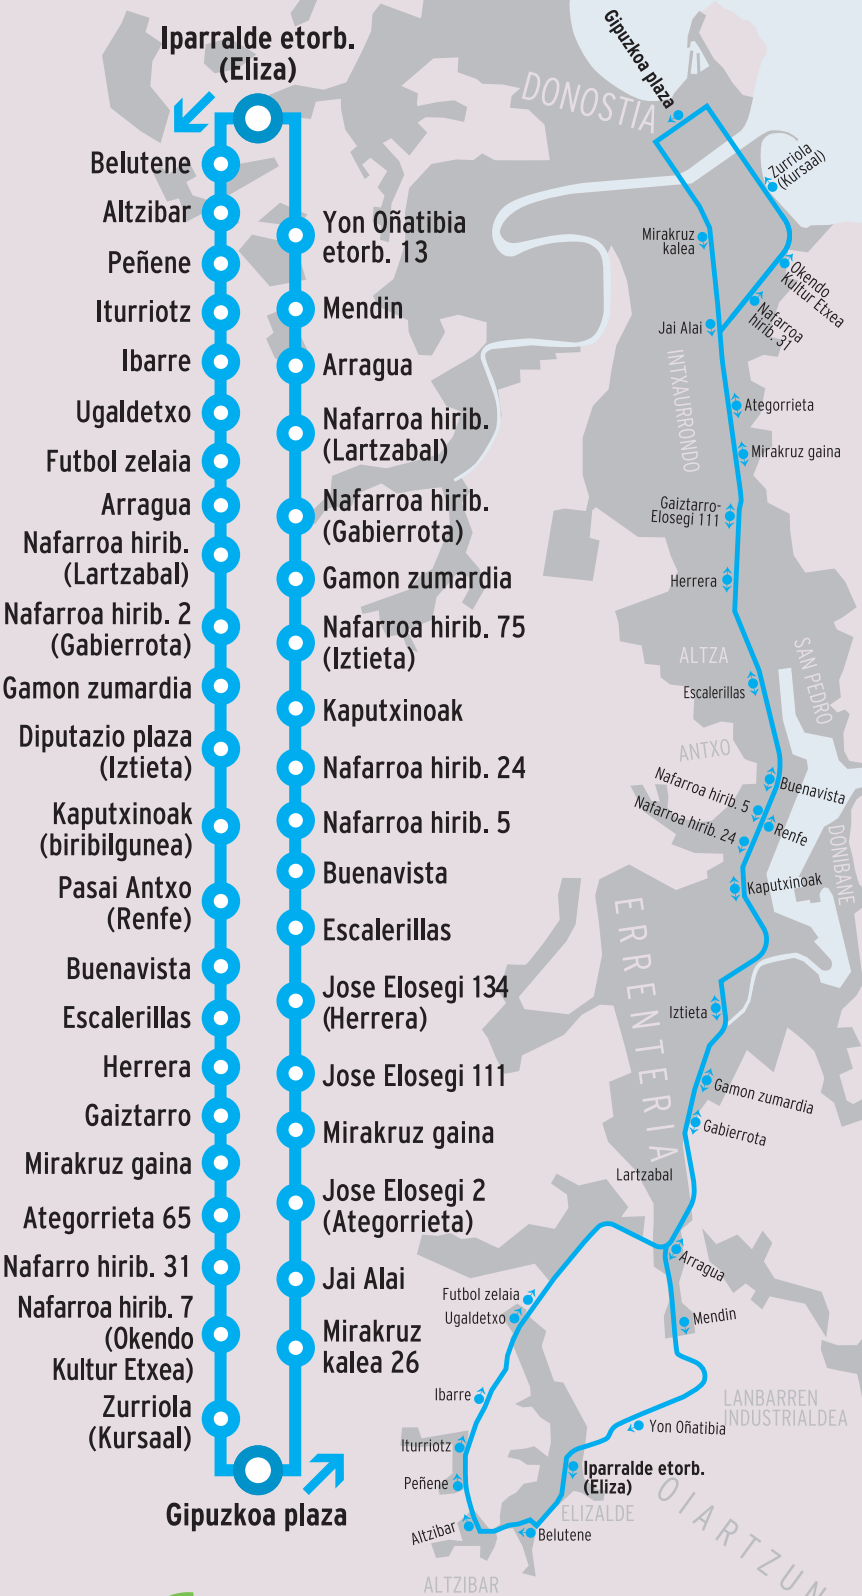 Iparralde etorb.
(Eliza)
Belutene
Altzibar
Peñene
Iturriotz
Ibarre
Ugaldetxo
Futbol zelaia
Arragua
Nafarroa hirib.
(Lartzabal)
Nafarroa hirib. 2
(Gabierrota)
Gamon zumardia
Diputazio plaza
(Iztieta)
Kaputxinoak
(biribilgunea)
Pasai Antxo
(Renfe)
Buenavista
Escalerillas
Herrera
Gaiztarro
Mirakruz gaina
Ategorrieta 65
Nafarro hirib. 31
Nafarroa hirib. 7
(Okendo
Kultur Etxea)
Zurriola
(Kursaal)
Gipuzkoa plaza
Yon Oñatibia
etorb. 13
Mendin
Arragua
Nafarroa hirib.
(Lartzabal)
Nafarroa hirib.
(Gabierrota)
Gamon zumardia
Nafarroa hirib. 75
(Iztieta)
Kaputxinoak
Nafarroa hirib. 24
Nafarroa hirib. 5
Buenavista
Escalerillas
Jose Elosegi 134
(Herrera)
Jose Elosegi 111
Mirakruz gaina
Jose Elosegi 2
(Ategorrieta)
Jai Alai
Mirakruz
kalea 26
Gipuzkoa plaza
DONOSTIA
Zurriola
(Kursaal)
Mirakruz
kalea
Okendo
Kultur Etxea
Nafarroa
hirib. 31
Jai Alai
INTXAURRONDO
Ategorrieta
Mirakruz gaina
Gaiztarro-
Elosegi 111
Herrera
ALTZA
SAN PEDRO
Escalerillas
ANTXO
Buenavista
Nafarroa hirib. 5
Nafarroa hirib. 24
Renfe
DONIBANE
Kaputxinoak
ERRENTERIA
Iztieta
Gamon zumardia
Gabierrota
Lartzabal
Arragua
Futbol zelaia
Ugaldetxo
Mendin
Ibarre
LANBARREN
INDUSTRIALDEA
Yon Oñatibia
Iturriotz
Iparralde etorb.
(Eliza)
Peñene
ELIZALDE
OIARTZUN
Altzibar
Belutene
ALTZIBAR